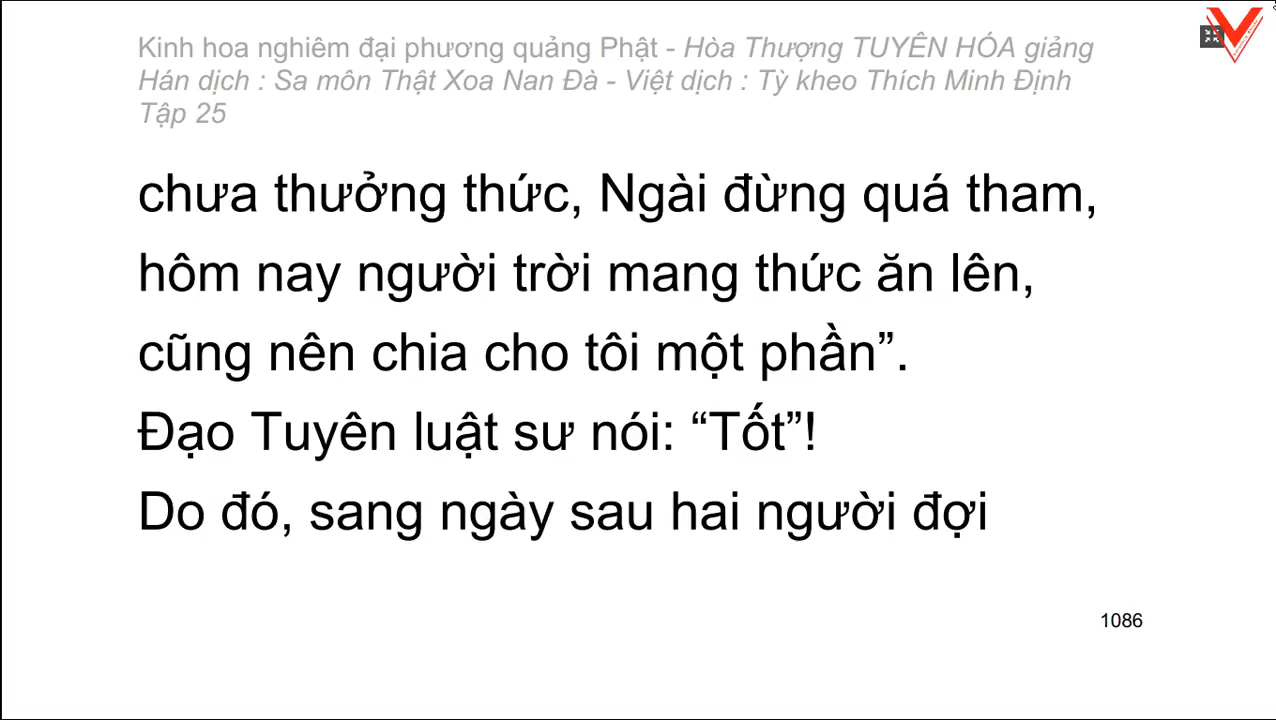 Kinh hoa nghiêm đại phương quảng Phật - Hòa Thượng TUYÊN HÓA giảng
Hán dịch : Sa môn Thật Xoa Nan Đà - Việt dịch : Tỳ kheo Thích Minh Định
Tập 25
chưa thưởng thức, Ngài đừng quá tham,
hôm nay người trời mang thức ăn lên,
cũng nên chia cho tôi một phần”.
Đạo Tuyên luật sư nói: “Tốt”!
Do đó, sang ngày sau hai người đợi
1086